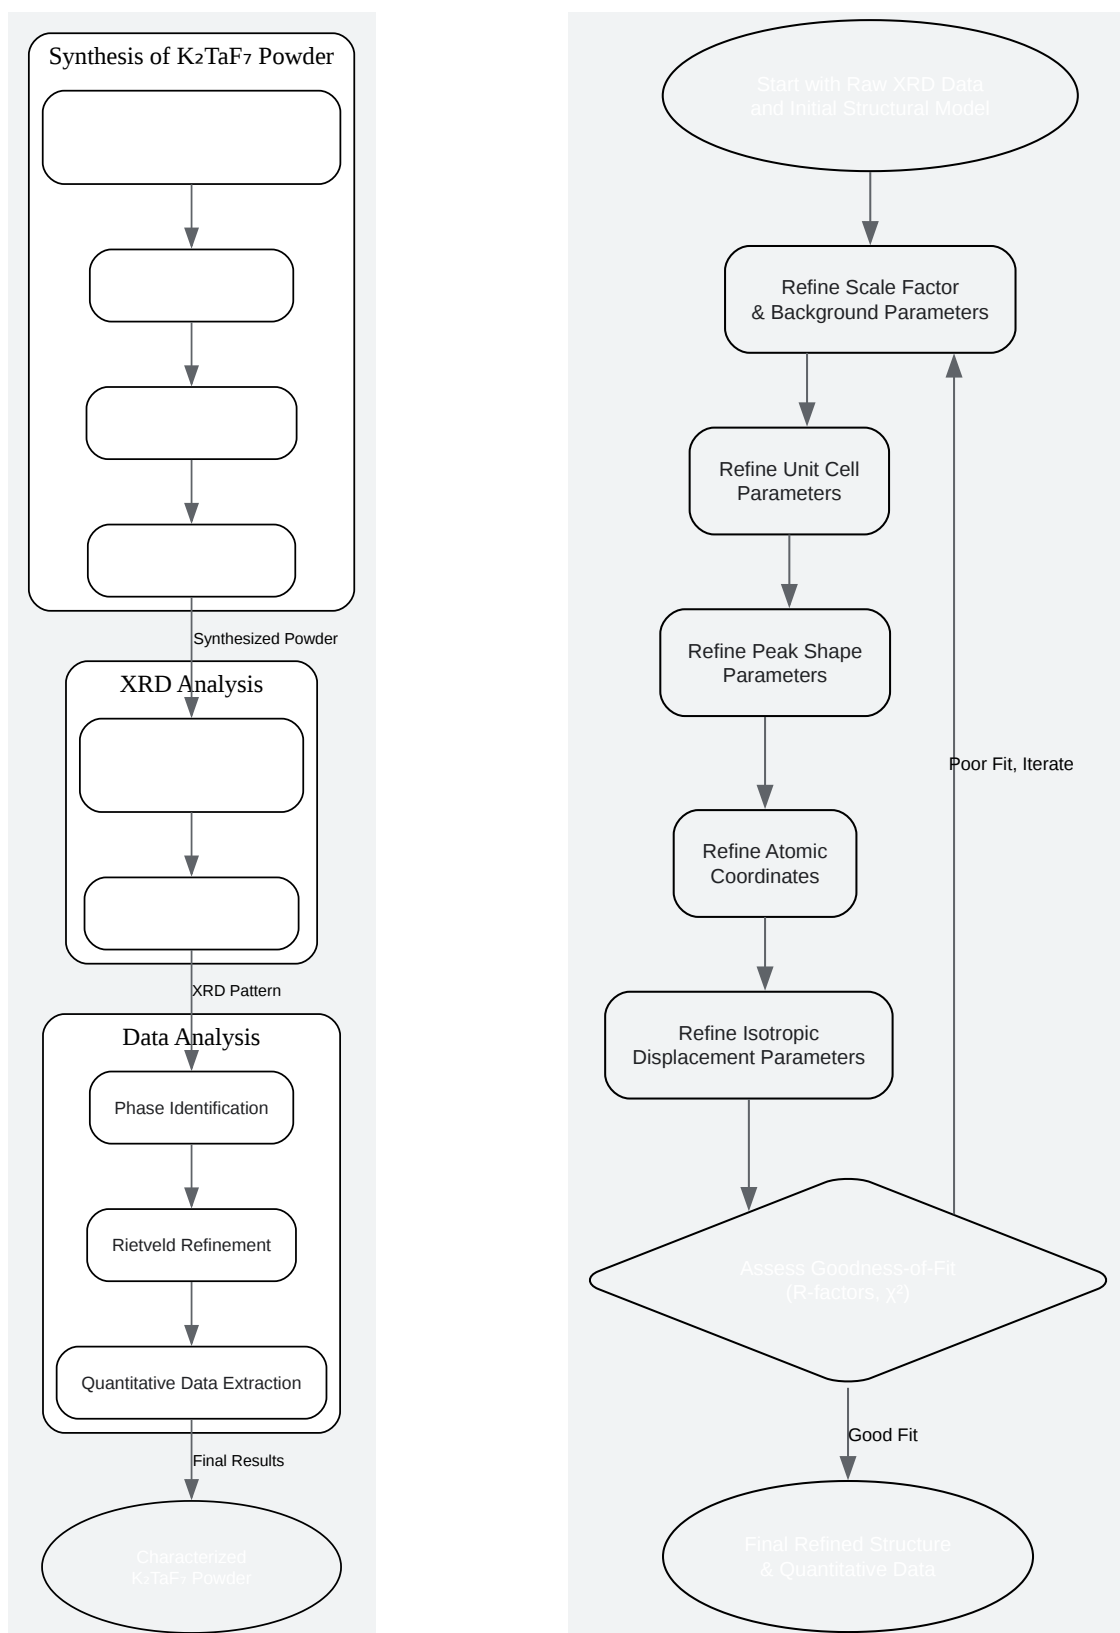 Synthesis of K₂TaF₇ Powder
Synthesized Powder
XRD Analysis
XRD Pattern
Data Analysis
Phase Identification
Rietveld Refinement
Quantitative Data Extraction
Final Results
Characterized
K₂TaF₇ Powder
Start with Raw XRD Data
and Initial Structural Model
Refine Scale Factor
& Background Parameters
Refine Unit Cell
Parameters
Refine Peak Shape
Parameters
Poor Fit, Iterate
Refine Atomic
Coordinates
Refine Isotropic
Displacement Parameters
Assess Goodness-of-Fit
(R-factors, χ²)
Good Fit
Final Refined Structure
& Quantitative Data